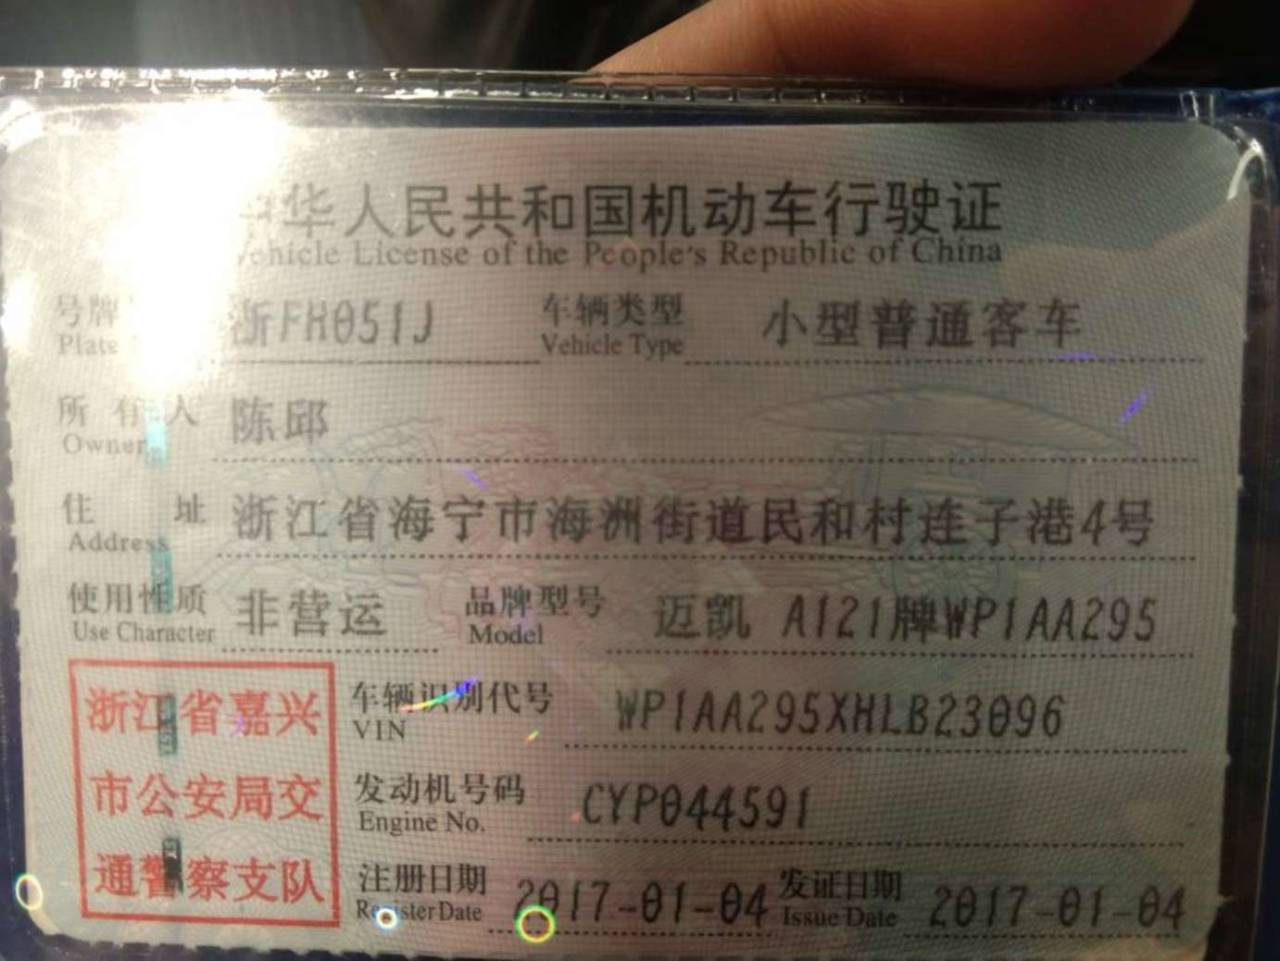 中华人民共和国机动车行驶证
Vehicle License of the People's Republic of China
号牌 浙FH051J 车辆类型 小型普通客车
Plate Vehicle Type
所有人 陈邱
Owner
住址 浙江省海宁市海洲街道民和村连子港4号
Address
使用性质 非营运 品牌型号 迈凯 A121牌WP1AA295
Use Character Model
浙江省嘉兴
市公安局交
通警察支队
车辆识别代号 WP1AA295XHLB23096
VIN
发动机号码 CYP044591
Engine No.
注册日期 2017-01-04 发证日期 2017-01-04
Register Date Issue Date